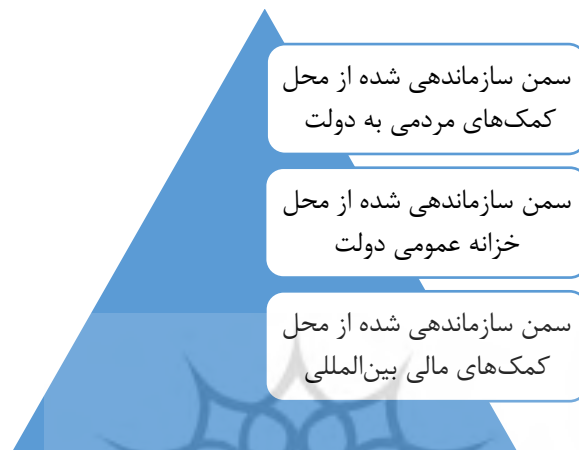 سمن سازماندهی شده از محل
کمک‌های مردمی به دولت
سمن سازماندهی شده از محل
خزانه عمومی دولت
سمن سازماندهی شده از محل
کمک‌های مالی بین‌المللی